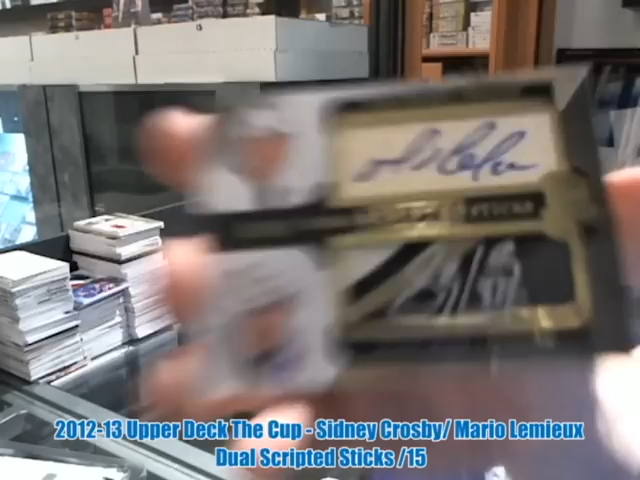 2012-13 Upper Deck The Cup - Sidney Crosby/ Mario Lemieux
Dual Scripted Sticks /15